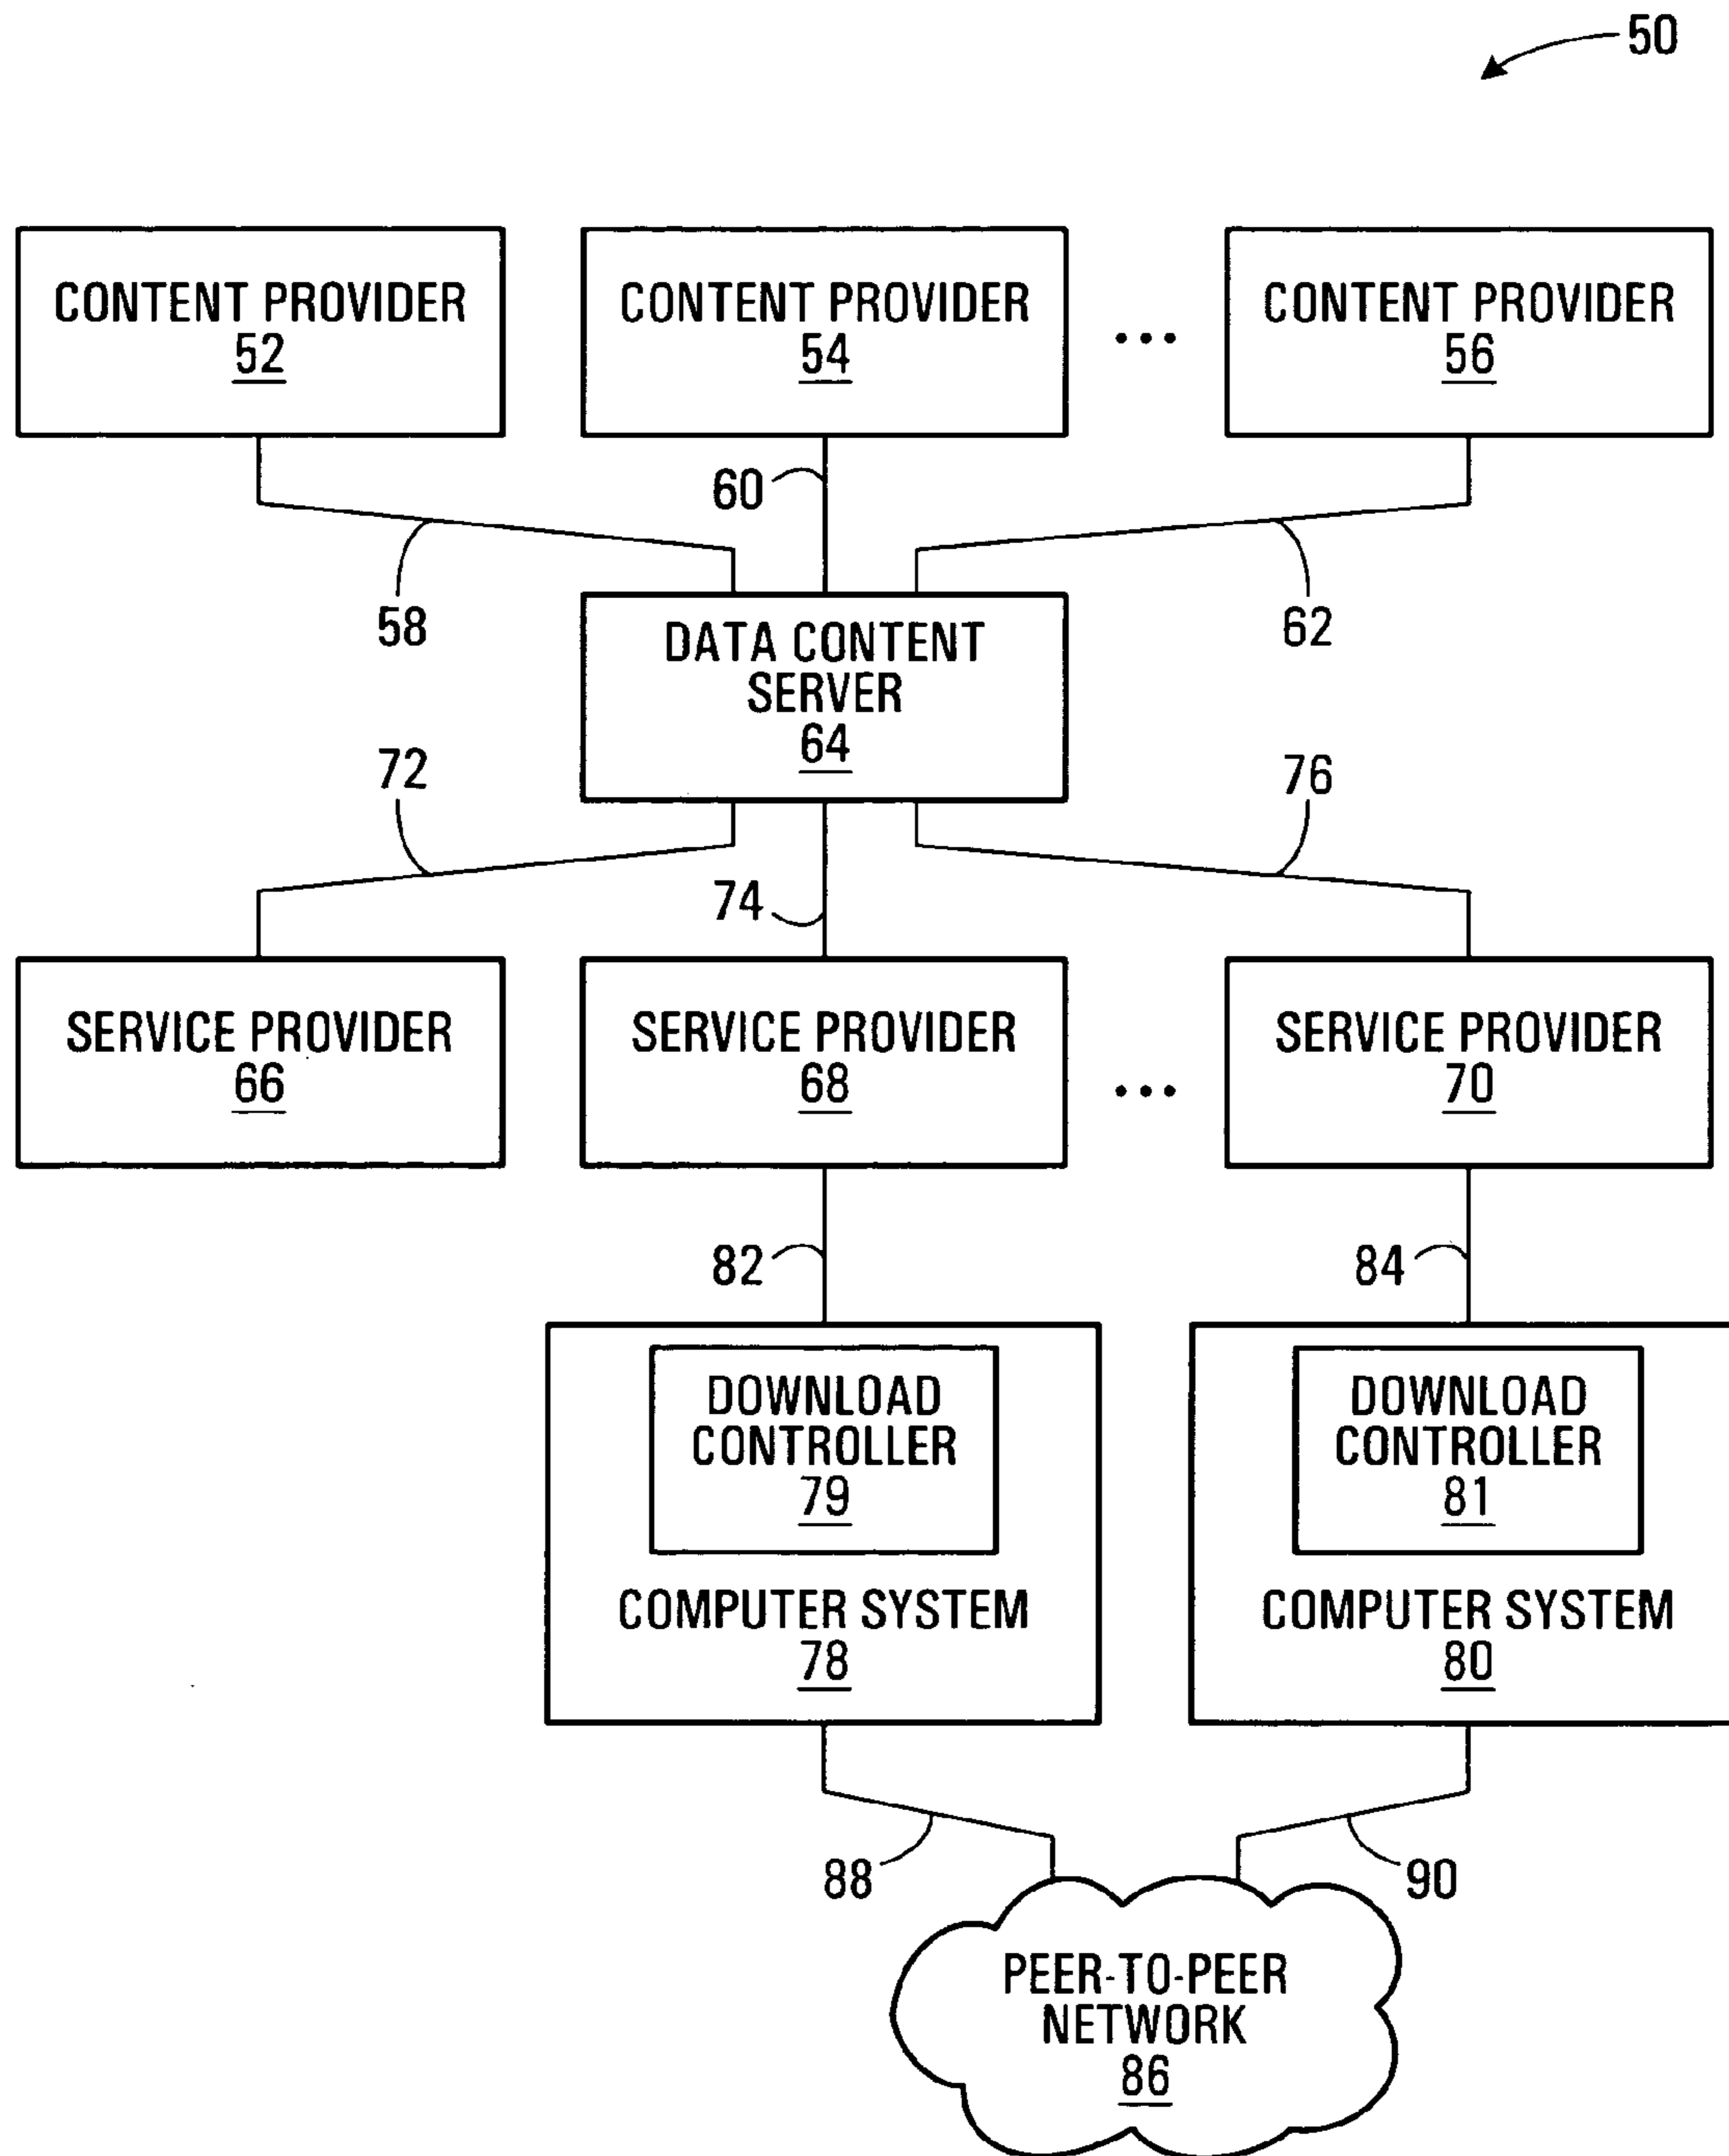 50
CONTENT PROVIDER
52
CONTENT PROVIDER
54
...
CONTENT PROVIDER
56
60
58
62
DATA CONTENT
SERVER
64
72
76
74
SERVICE PROVIDER
66
SERVICE PROVIDER
68
...
SERVICE PROVIDER
70
82
84
DOWNLOAD
CONTROLLER
79
COMPUTER SYSTEM
78
DOWNLOAD
CONTROLLER
81
COMPUTER SYSTEM
80
88
90
PEER-TO-PEER
NETWORK
86